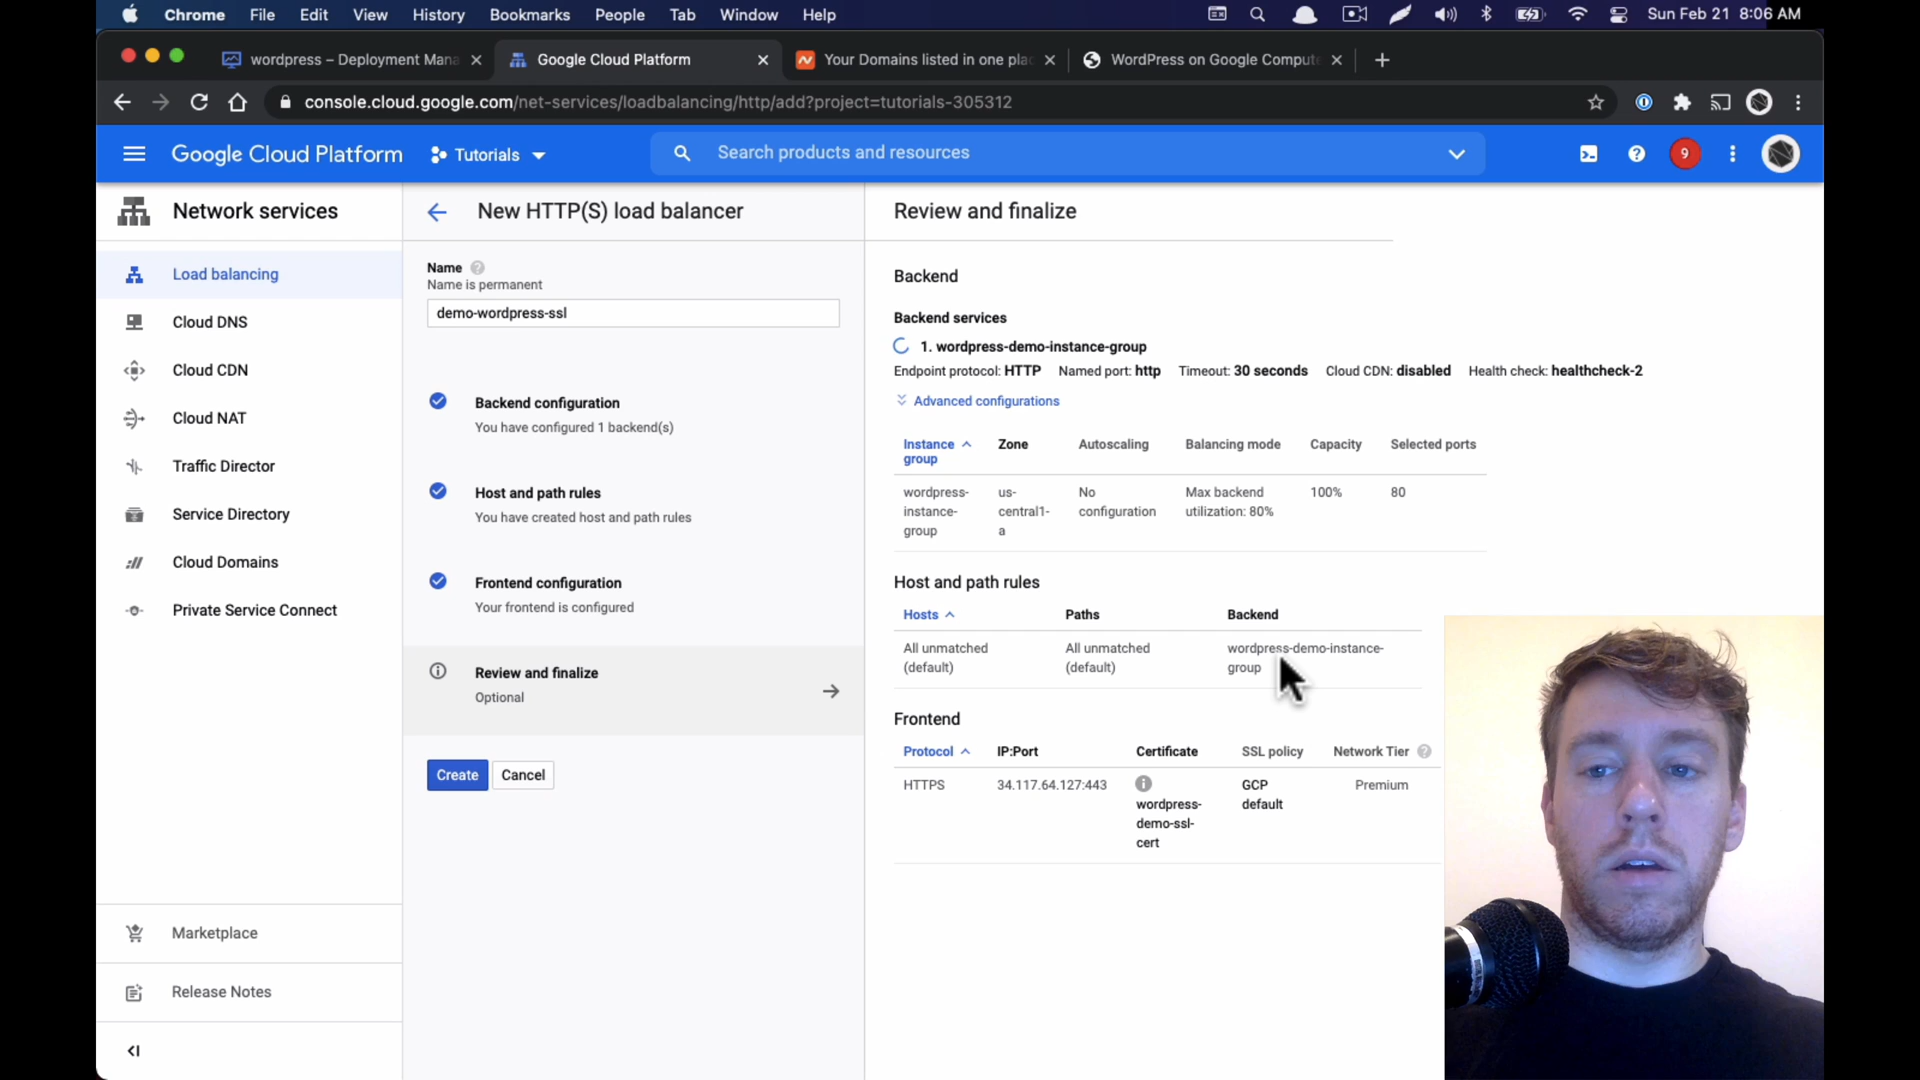 Chrome File Edit View History Bookmarks People Tab Window Help Sun Feb 21 8:06 AM
wordpress – Deployment Mana Google Cloud Platform Your Domains listed in one plac WordPress on Google Compute
console.cloud.google.com/net-services/loadbalancing/http/add?project=tutorials-305312
Google Cloud Platform Tutorials Search products and resources 9
Network services
Load balancing
Cloud DNS
Cloud CDN
Cloud NAT
Traffic Director
Service Directory
Cloud Domains
Private Service Connect
Marketplace
Release Notes
New HTTP(S) load balancer
Name
Name is permanent
demo-wordpress-ssl
Backend configuration
You have configured 1 backend(s)
Host and path rules
You have created host and path rules
Frontend configuration
Your frontend is configured
Review and finalize
Optional
Create Cancel
Review and finalize
Backend
Backend services
1. wordpress-demo-instance-group
Endpoint protocol: HTTP Named port: http Timeout: 30 seconds Cloud CDN: disabled Health check: healthcheck-2
Advanced configurations
Instance Zone Autoscaling Balancing mode Capacity Selected ports
group
wordpress- us- No Max backend 100% 80
instance- central1- configuration utilization: 80%
group a
Host and path rules
Hosts Paths Backend
All unmatched All unmatched wordpress-demo-instance-
(default) (default) group
Frontend
Protocol IP:Port Certificate SSL policy Network Tier
HTTPS 34.117.64.127:443 GCP Premium
wordpress- default
demo-ssl-
cert